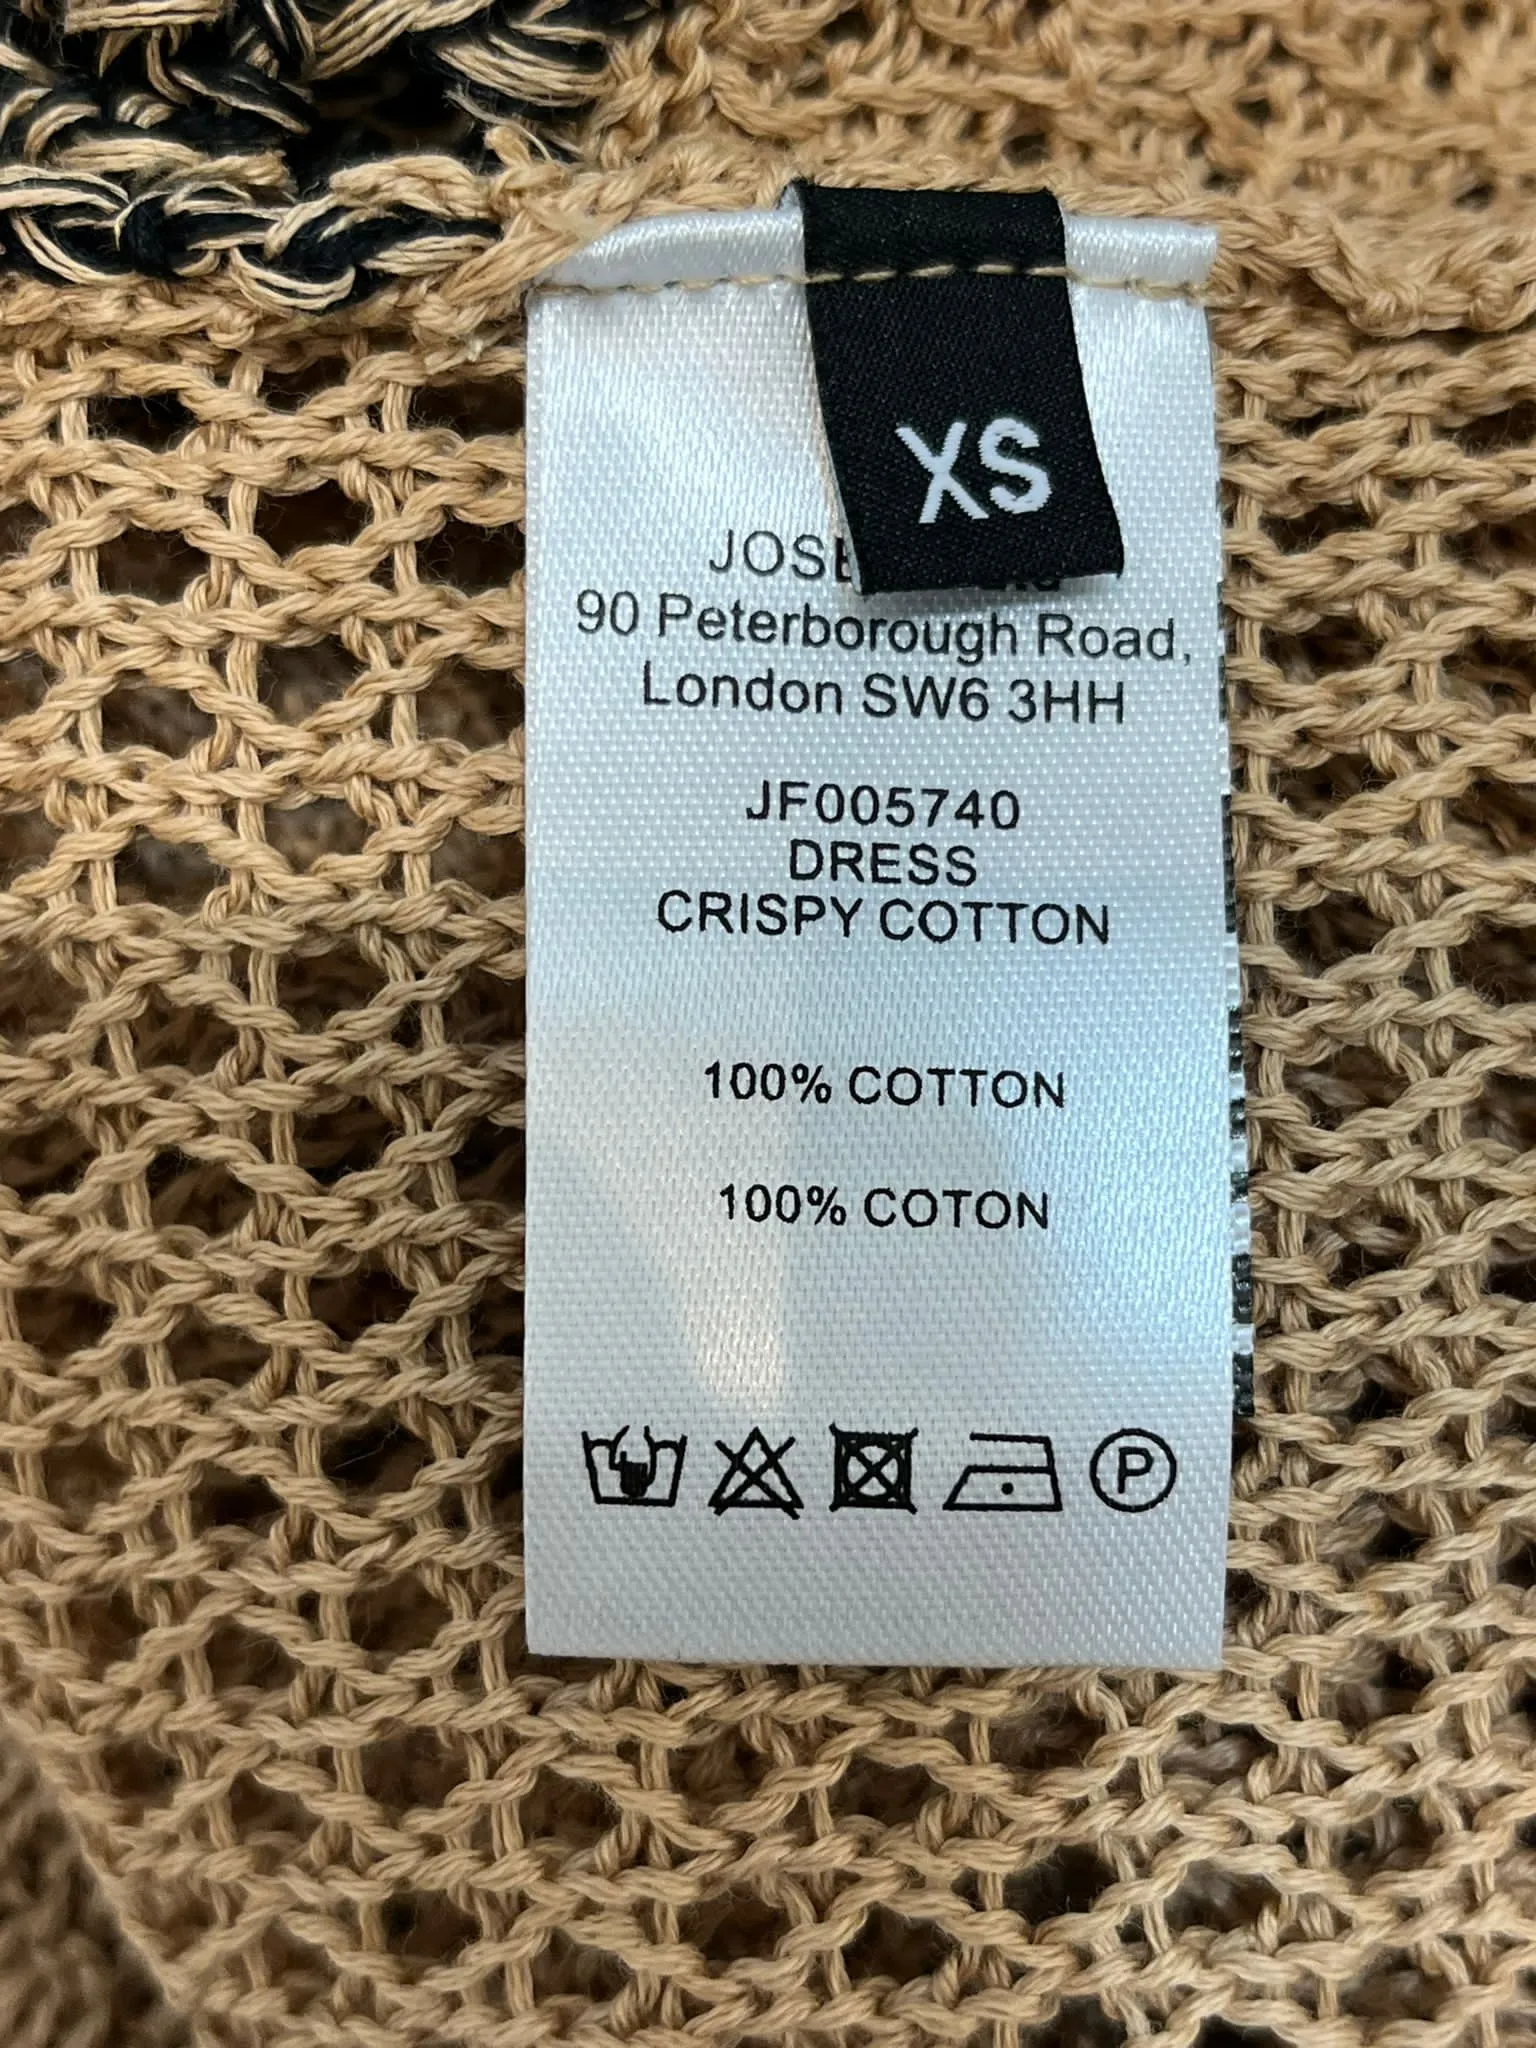 XS
90 Peterborough Road,
London SW6 3HH
JF005740
DRESS
CRISPY COTTON
100% COTTON
100% COTON
P